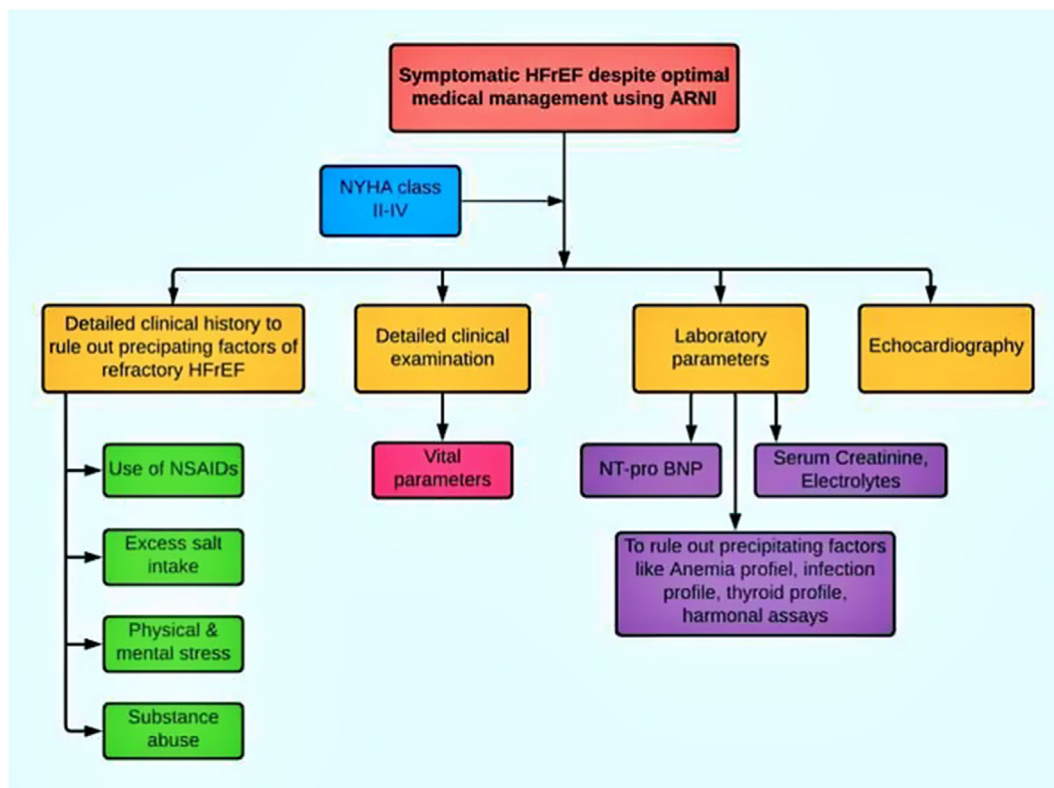 Symptomatic HFrEF despite optimal
medical management using ARNI
NYHA class
II-IV
Detailed clinical history to
rule out precipating factors of
refractory HFrEF
Detailed clinical
examination
Laboratory
parameters
Echocardiography
Use of NSAIDs
Excess salt
intake
Physical &
mental stress
Substance
abuse
Vital
parameters
NT-pro BNP
Serum Creatinine,
Electrolytes
To rule out precipitating factors
like Anemia profiel, infection
profile, thyroid profile,
harmonal assays